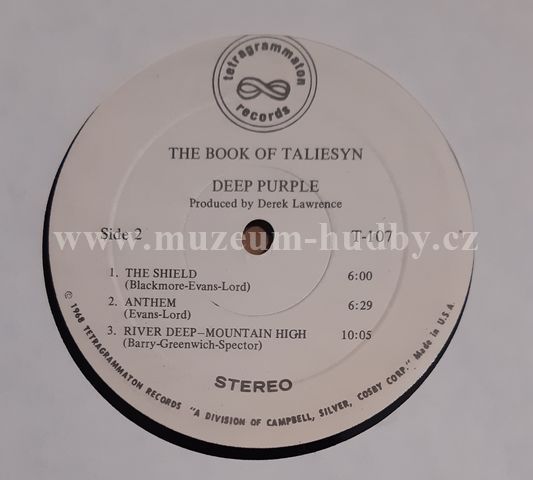 tetragrammaton
records
THE BOOK OF TALIESYN
DEEP PURPLE
Produced by Derek Lawrence
Side 2 T-107
www.muzeum-hudby.cz
1. THE SHIELD 6:00
(Blackmore-Evans-Lord)
2. ANTHEM 6:29
(Evans-Lord)
3. RIVER DEEP—MOUNTAIN HIGH 10:05
(Barry-Greenwich-Spector)
STEREO
© 1968 TETRAGRAMMATON RECORDS "A DIVISION OF CAMPBELL, SILVER, COSBY CORP." Made in U.S.A.